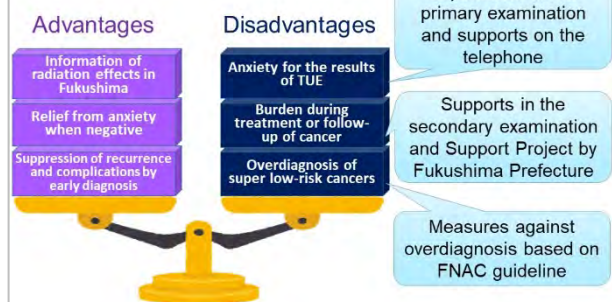 Advantages
Information of
radiation effects in
Fukushima
Relief from anxiety
when negative
Suppression of recurrence
and complications by
early diagnosis
Disadvantages
Anxiety for the results
of TUE
Burden during
treatment or follow-
up of cancer
Overdiagnosis of
super low-risk cancers
primary examination
and supports on the
telephone
Supports in the
secondary examination
and Support Project by
Fukushima Prefecture
Measures against
overdiagnosis based on
FNAC guideline